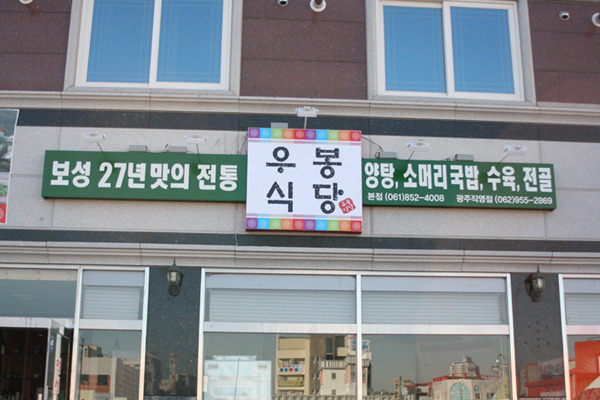 보성 27년 맛의 전통
우봉
식당
양탕, 소머리국밥, 수육, 전골
본점 (061)852-4008 광주직영점 (062)955-2869